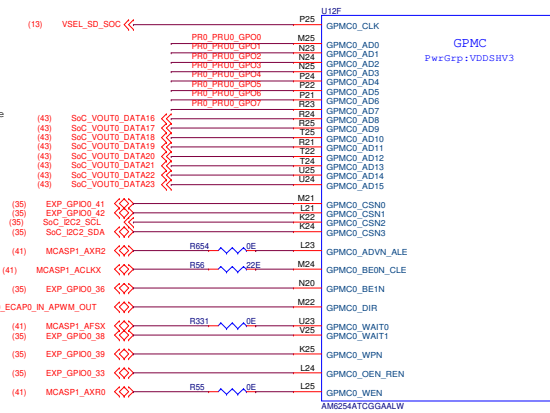 U12F
(13) VSEL_SD_SOC P25 GPMC0_CLK
GPMC
PwrGrp:VDDSHV3
PR0_PRU0_GPO0 M25 GPMC0_AD0
PR0_PRU0_GPO1 N23 GPMC0_AD1
PR0_PRU0_GPO2 N24 GPMC0_AD2
PR0_PRU0_GPO3 N25 GPMC0_AD3
PR0_PRU0_GPO4 P24 GPMC0_AD4
PR0_PRU0_GPO5 P22 GPMC0_AD5
PR0_PRU0_GPO6 P21 GPMC0_AD6
PR0_PRU0_GPO7 R23 GPMC0_AD7
e
(43) SoC_VOUT0_DATA16 R24 GPMC0_AD8
(43) SoC_VOUT0_DATA17 R25 GPMC0_AD9
(43) SoC_VOUT0_DATA18 T25 GPMC0_AD10
(43) SoC_VOUT0_DATA19 R21 GPMC0_AD11
(43) SoC_VOUT0_DATA20 T22 GPMC0_AD12
(43) SoC_VOUT0_DATA21 T24 GPMC0_AD13
(43) SoC_VOUT0_DATA22 U25 GPMC0_AD14
(43) SoC_VOUT0_DATA23 U24 GPMC0_AD15
(35) EXP_GPIO0_41 M21 GPMC0_CSN0
(35) EXP_GPIO0_42 L21 GPMC0_CSN1
(35) SoC_I2C2_SCL K22 GPMC0_CSN2
(35) SoC_I2C2_SDA K24 GPMC0_CSN3
(41) MCASP1_AXR2 R654 0E L23 GPMC0_ADVN_ALE
(41) MCASP1_ACLKX R56 22E M24 GPMC0_BE0N_CLE
(35) EXP_GPIO0_36 N20 GPMC0_BE1N
_ECAP0_IN_APWM_OUT M22 GPMC0_DIR
(41) MCASP1_AFSX R331 0E U23 GPMC0_WAIT0
(35) EXP_GPIO0_38 V25 GPMC0_WAIT1
(35) EXP_GPIO0_39 K25 GPMC0_WPN
(35) EXP_GPIO0_33 L24 GPMC0_OEN_REN
(41) MCASP1_AXR0 R55 0E L25 GPMC0_WEN
AM6254ATCGGAALW